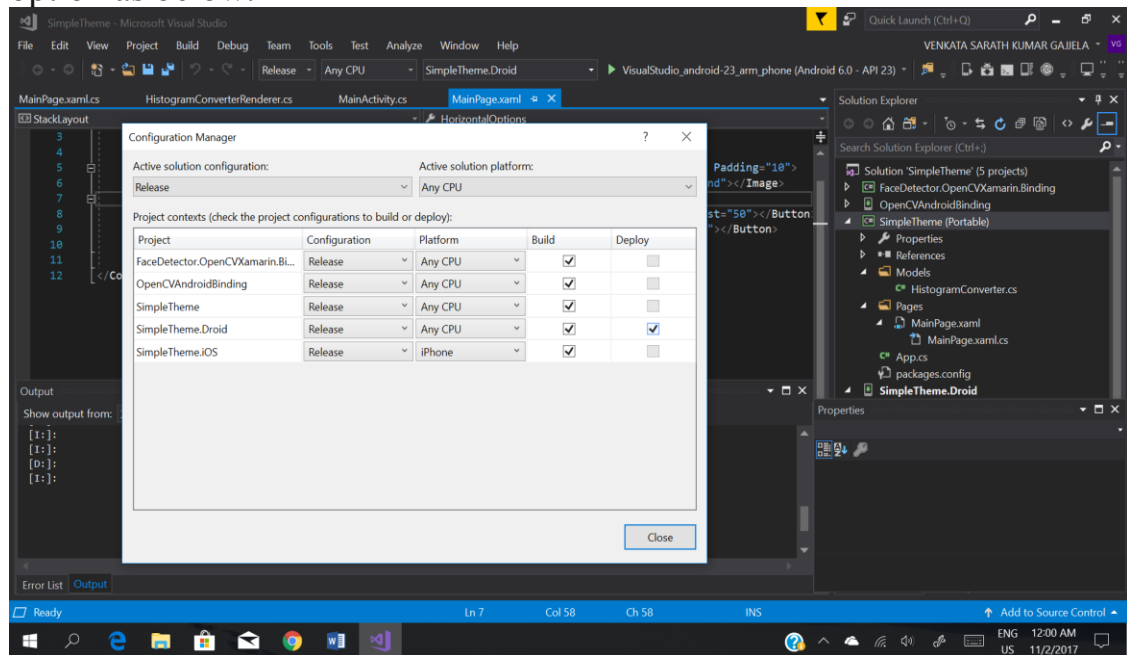 SimpleTheme - Microsoft Visual Studio
Quick Launch (Ctrl+Q)
File Edit View Project Build Debug Team Tools Test Analyze Window Help
VENKATA SARATH KUMAR GAJJELA VG
Release Any CPU SimpleTheme.Droid VisualStudio_android-23_arm_phone (Android 6.0 - API 23)
MainPage.xaml.cs HistogramConverterRenderer.cs MainActivity.cs MainPage.xaml
StackLayout HorizontalOptions
Solution Explorer
Search Solution Explorer (Ctrl+;)
Solution 'SimpleTheme' (5 projects)
FaceDetector.OpenCVXamarin.Binding
OpenCVAndroidBinding
SimpleTheme (Portable)
Properties
References
Models
HistogramConverter.cs
Pages
MainPage.xaml
MainPage.xaml.cs
App.cs
packages.config
SimpleTheme.Droid
Properties
3
4
5 Padding="10">
6 nd"></Image>
7
8 st="50"></Button
9 "></Button>
10
11
12 </Co
Configuration Manager ?
Active solution configuration: Active solution platform:
Release Any CPU
Project contexts (check the project configurations to build or deploy):
Project Configuration Platform Build Deploy
FaceDetector.OpenCVXamarin.Bi... Release Any CPU
OpenCVAndroidBinding Release Any CPU
SimpleTheme Release Any CPU
SimpleTheme.Droid Release Any CPU
SimpleTheme.iOS Release iPhone
Close
Output
Show output from:
[I:]:
[I:]:
[D:]:
[I:]:
Error List Output
Ready Ln 7 Col 58 Ch 58 INS Add to Source Control
ENG 12:00 AM
US 11/2/2017